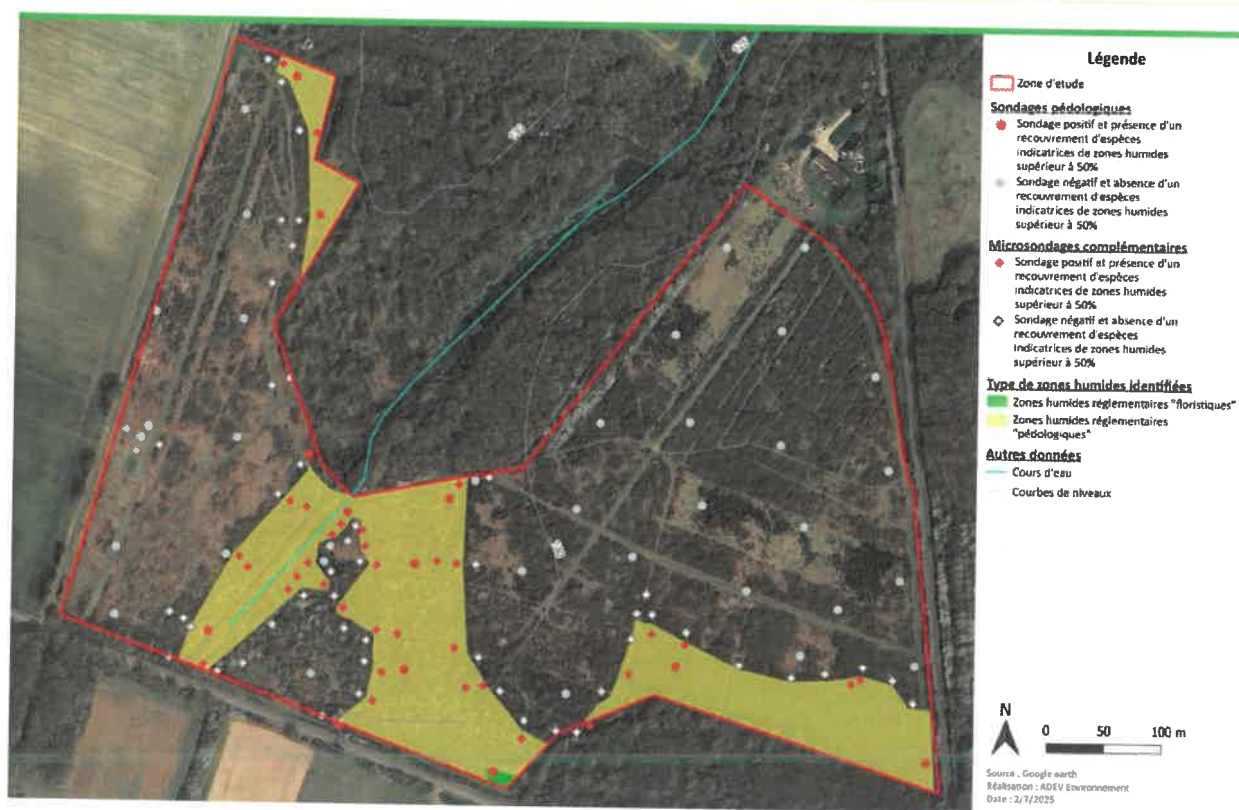 Légende
Zone d'etude
Sondages pédologiques
Sondage positif et présence d'un
recouvrement d'espèces
indicatrices de zones humides
supérieur à 50%
Sondage négatif et absence d'un
recouvrement d'espèces
indicatrices de zones humides
supérieur à 50%
Microsondages complémentaires
Sondage positif et présence d'un
recouvrement d'espèces
indicatrices de zones humides
supérieur à 50%
Sondage négatif et absence d'un
recouvrement d'espèces
indicatrices de zones humides
supérieur à 50%
Type de zones humides identifiées
Zones humides réglementaires "floristiques"
Zones humides réglementaires
"pédologiques"
Autres données
Cours d'eau
Courbes de niveaux
N
0 50 100 m
Source : Google earth
Réalisation : ADEV Environnement
Date : 2/7/2025